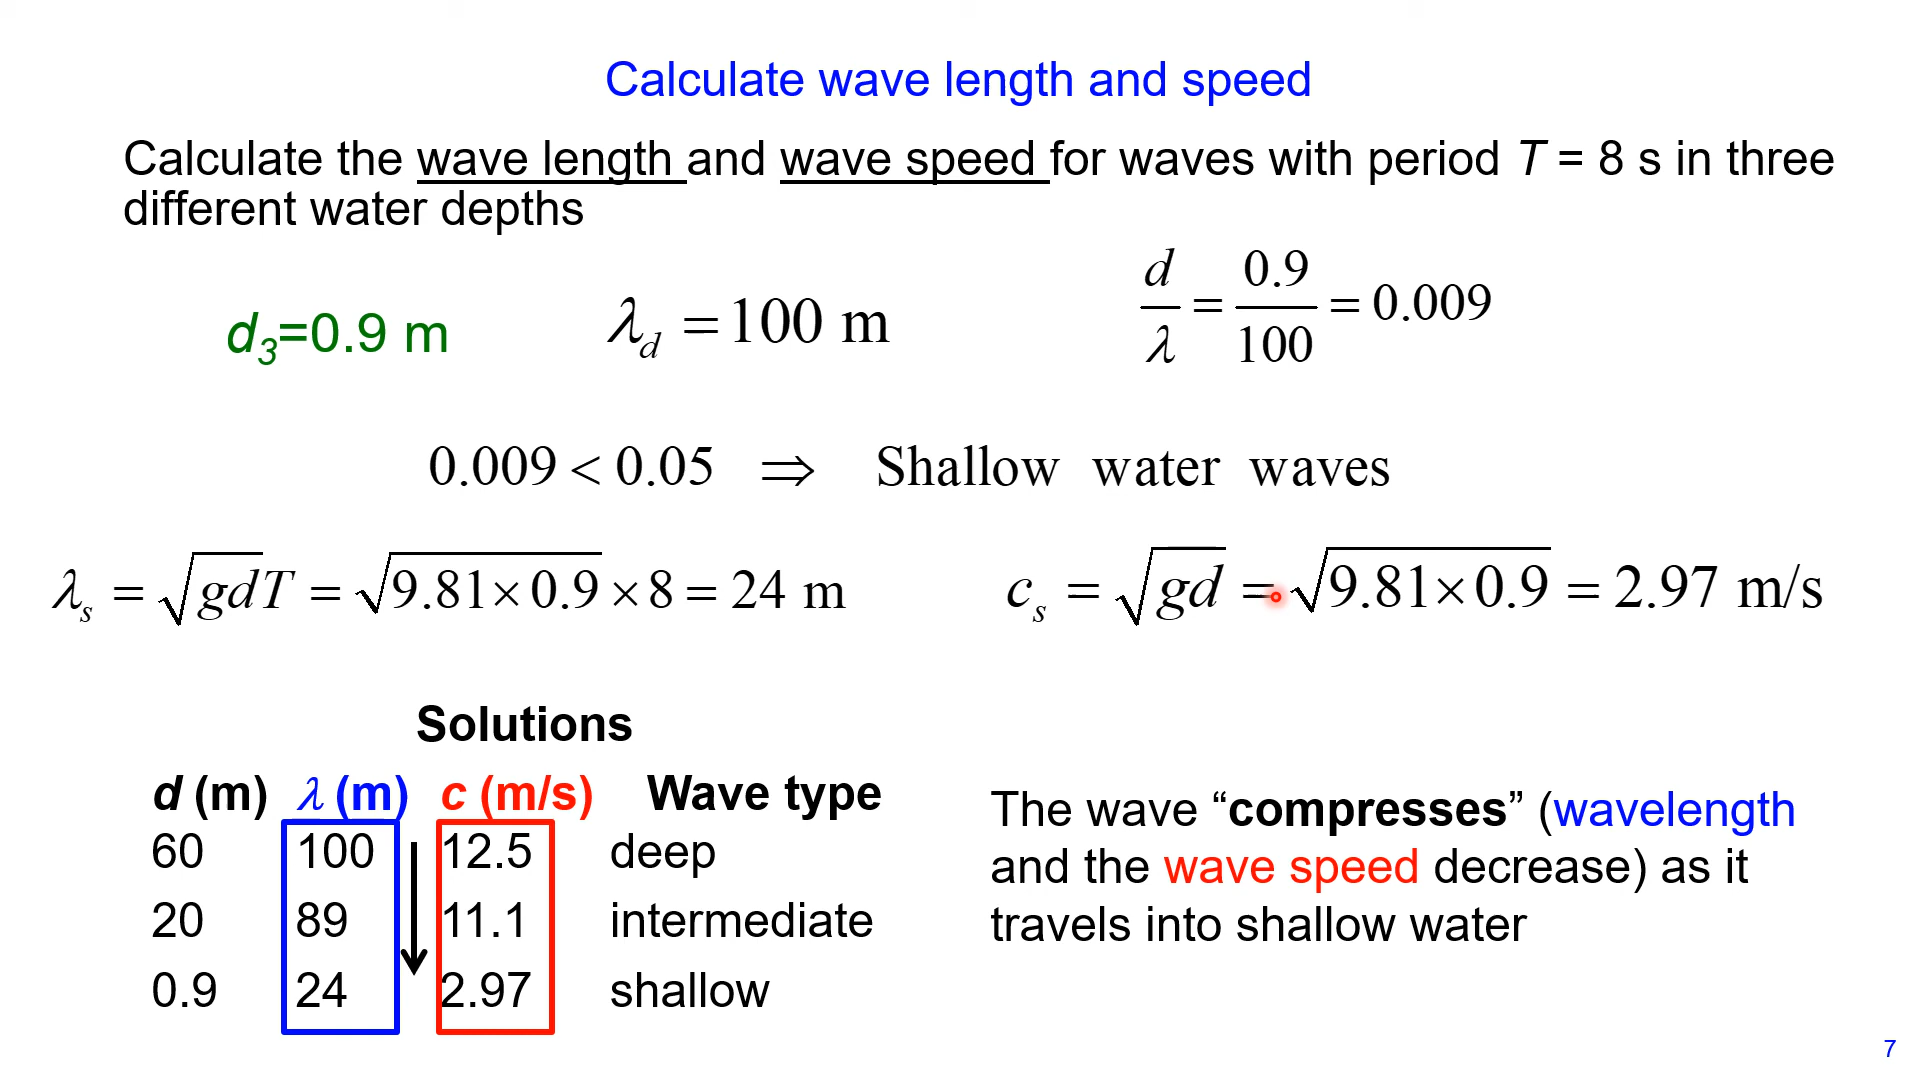 Calculate wave length and speed
Calculate the wave length and wave speed for waves with period T = 8 s in three
different water depths
d₃=0.9 m
λ_d = 100 m
d/λ = 0.9/100 = 0.009
0.009 < 0.05 ⇒ Shallow water waves
λ_s = √gd T = √9.81×0.9 × 8 = 24 m
c_s = √gd = √9.81×0.9 = 2.97 m/s
Solutions
d (m) λ (m) c (m/s) Wave type
60 100 12.5 deep
20 89 11.1 intermediate
0.9 24 2.97 shallow
The wave “compresses” (wavelength
and the wave speed decrease) as it
travels into shallow water
7